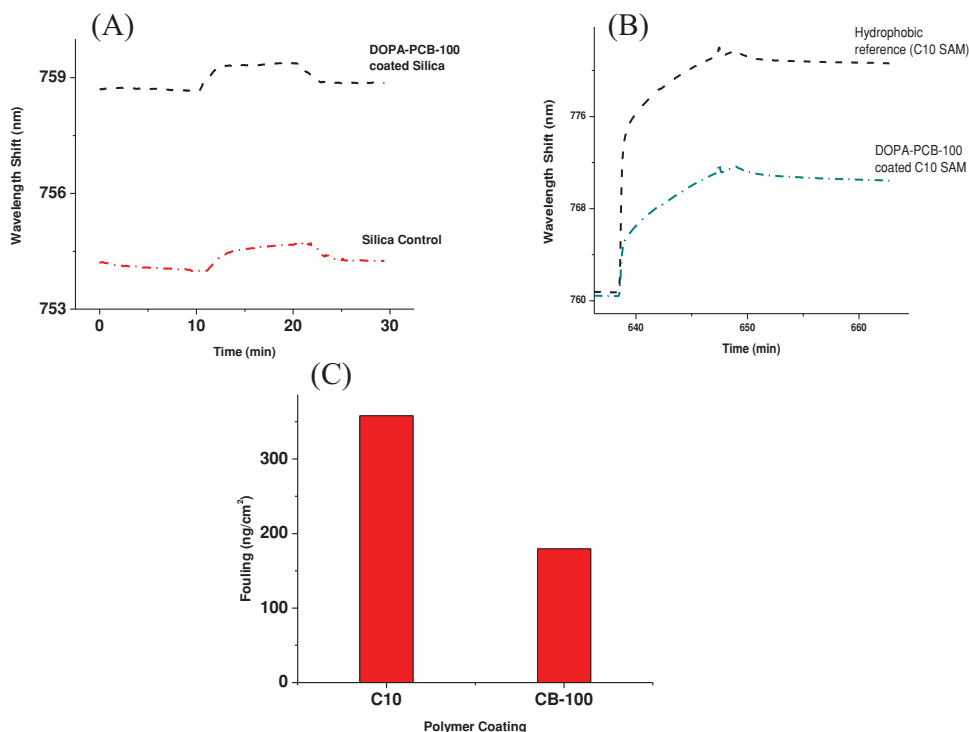 (A)
DOPA-PCB-100
coated Silica
Silica Control
Wavelength Shift (nm)
759
756
753
0 10 20 30
Time (min)
(B)
Hydrophobic
reference (C10 SAM)
DOPA-PCB-100
coated C10 SAM
Wavelength Shift (nm)
776
768
760
640 650 660
Time (min)
(C)
Fouling (ng/cm²)
300
200
100
0
C10 CB-100
Polymer Coating